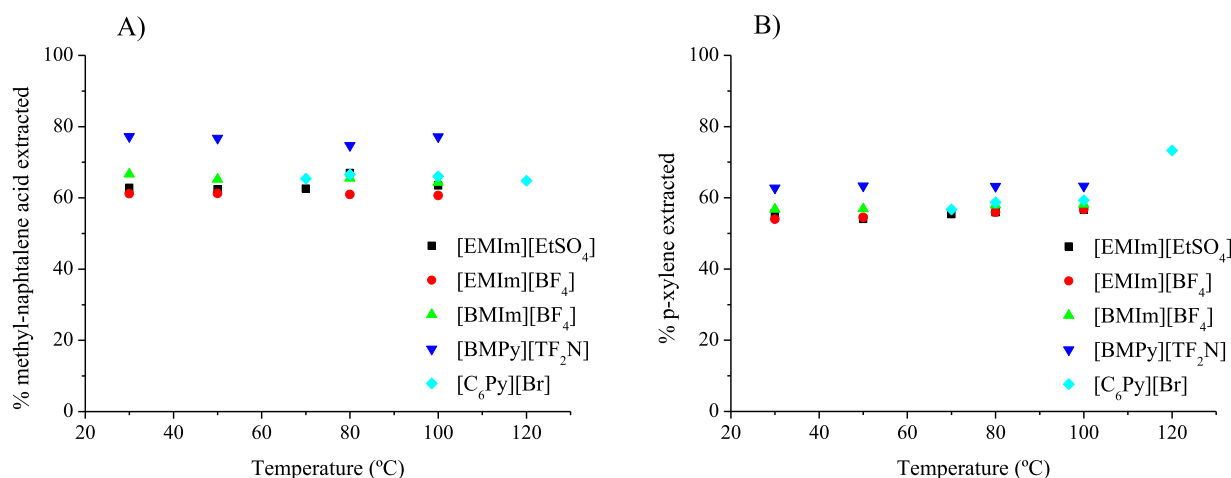 A)
% methyl-naphtalene acid extracted
100
80
60
40
20
0
[EMIm][EtSO4]
[EMIm][BF4]
[BMIm][BF4]
[BMPy][TF2N]
[C6Py][Br]
20 40 60 80 100 120
Temperature (ºC)
B)
% p-xylene extracted
100
80
60
40
20
0
[EMIm][EtSO4]
[EMIm][BF4]
[BMIm][BF4]
[BMPy][TF2N]
[C6Py][Br]
20 40 60 80 100 120
Temperature (ºC)